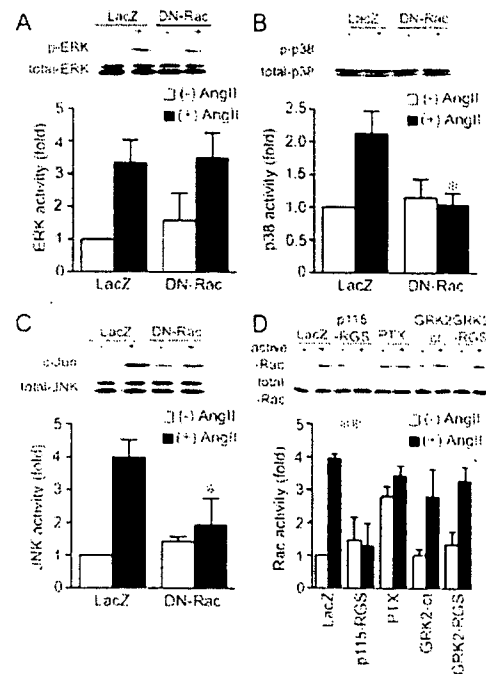 A
LacZ DN-Rac
- + - +
p-ERK
total-ERK
(-) AngII
(+) AngII
ERK activity (fold)
5
4
3
2
1
0
LacZ DN-Rac
B
LacZ DN-Rac
- + - +
p-p38
total-p38
(-) AngII
(+) AngII
p38 activity (fold)
2.5
2.0
1.5
1.0
0.5
0
*
LacZ DN-Rac
C
LacZ DN-Rac
- + - +
c-Jun
total-JNK
(-) AngII
(+) AngII
JNK activity (fold)
5
4
3
2
1
0
*
LacZ DN-Rac
D
LacZ p115-RGS PTX GRK2-ct GRK2-RGS
active-Rac
total-Rac
(-) AngII
(+) AngII
Rac activity (fold)
5
4
3
2
1
0
LacZ
p115-RGS
PTX
GRK2-ct
GRK2-RGS